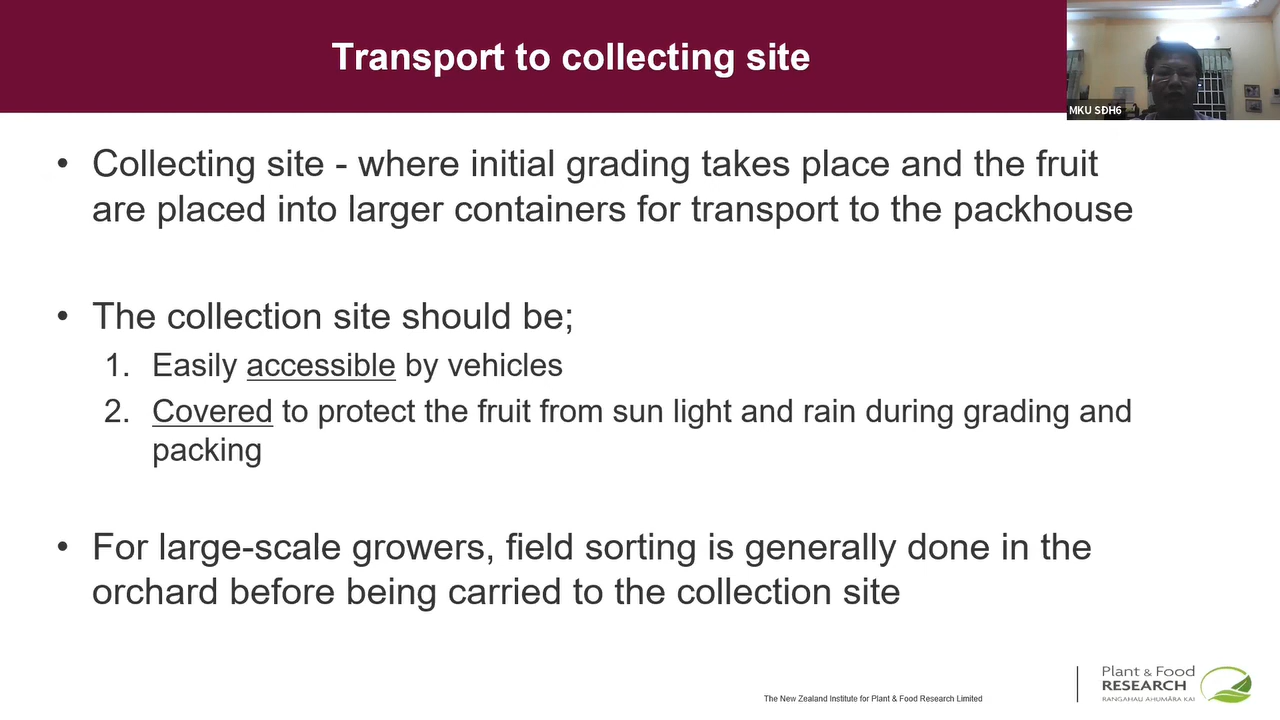 Transport to collecting site
MKU SĐH6
• Collecting site - where initial grading takes place and the fruit
are placed into larger containers for transport to the packhouse
• The collection site should be;
1. Easily accessible by vehicles
2. Covered to protect the fruit from sun light and rain during grading and
packing
• For large-scale growers, field sorting is generally done in the
orchard before being carried to the collection site
The New Zealand Institute for Plant & Food Research Limited
Plant & Food
RESEARCH
RANGAHAU AHUMĀRA KAI